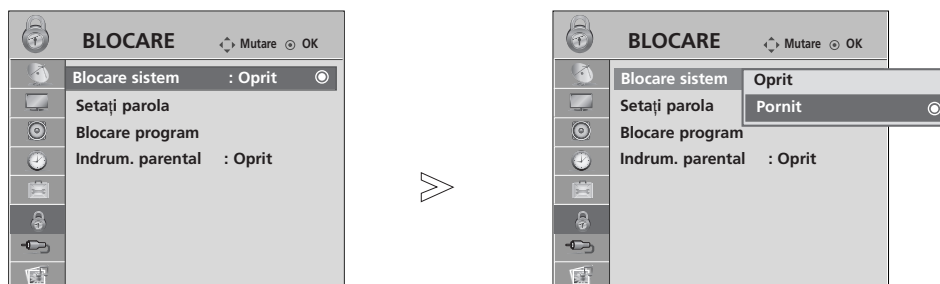 BLOCARE Mutare OK
Blocare sistem : Oprit
Setați parola
Blocare program
Indrum. parental : Oprit
BLOCARE Mutare OK
Blocare sistem Oprit
Setați parola Pornit
Blocare program
Indrum. parental : Oprit